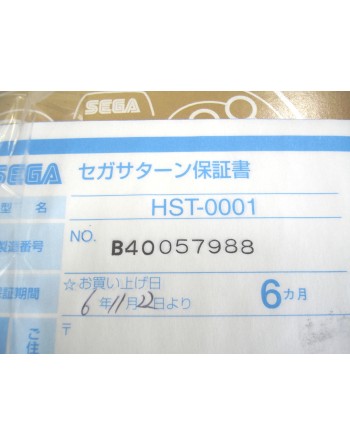 SEGA
SEGA セガサターン保証書
型 名 HST-0001
製造番号 NO. B40057988
保証期間 ☆お買い上げ日 6年11月22日より 6カ月
ご住
〒